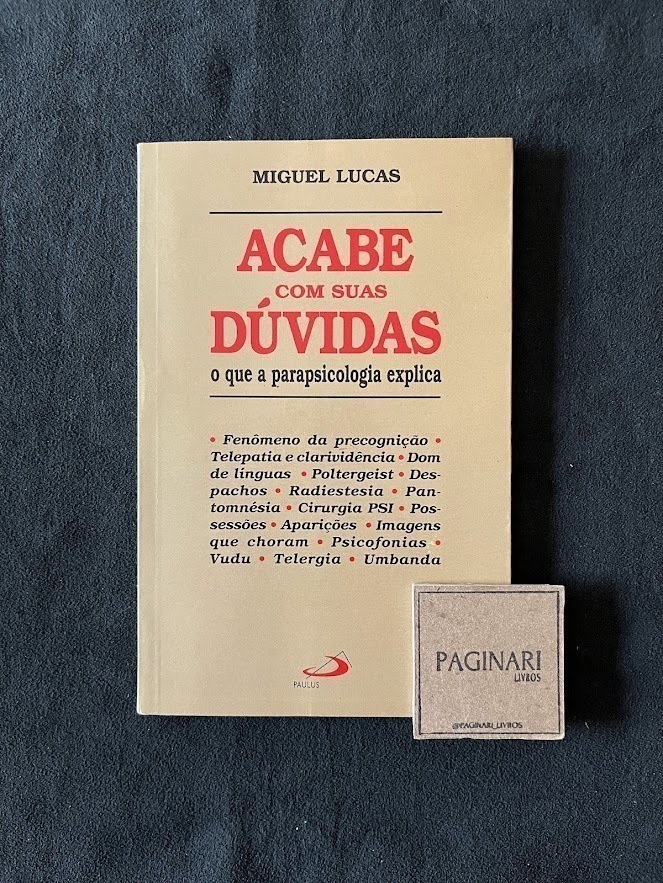 MIGUEL LUCAS
ACABE
COM SUAS
DÚVIDAS
o que a parapsicologia explica
• Fenômeno da precognição •
Telepatia e clarividência • Dom
de línguas • Poltergeist • Des-
pachos • Radiestesia • Pan-
tomnésia • Cirurgia PSI • Pos-
sessões • Aparições • Imagens
que choram • Psicofonias •
Vudu • Telergia • Umbanda
PAULUS
PAGINARI
LIVROS
@PAGINARI_LIVROS